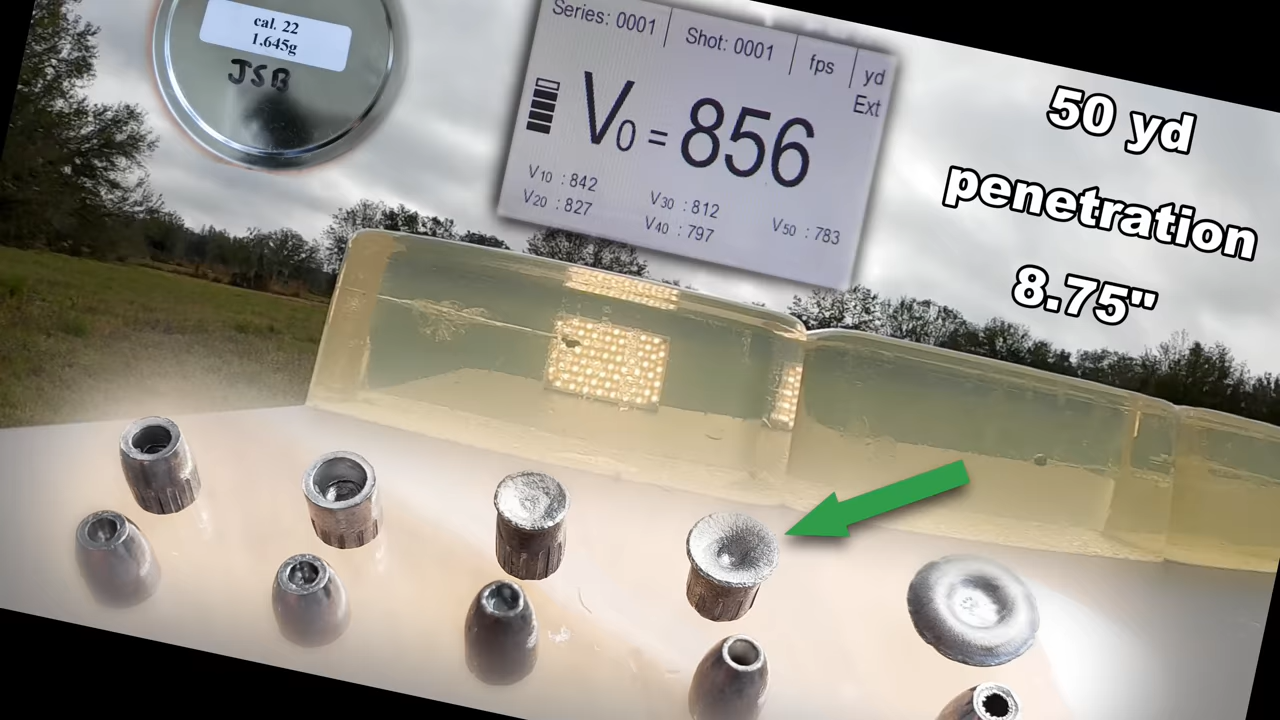 cal. 22
1.645g
JSB
Series: 0001 Shot: 0001 fps yd
Ext
V0 = 856
V10 : 842 V30 : 812 V50 : 783
V20 : 827 V40 : 797
50 yd
penetration
8.75"